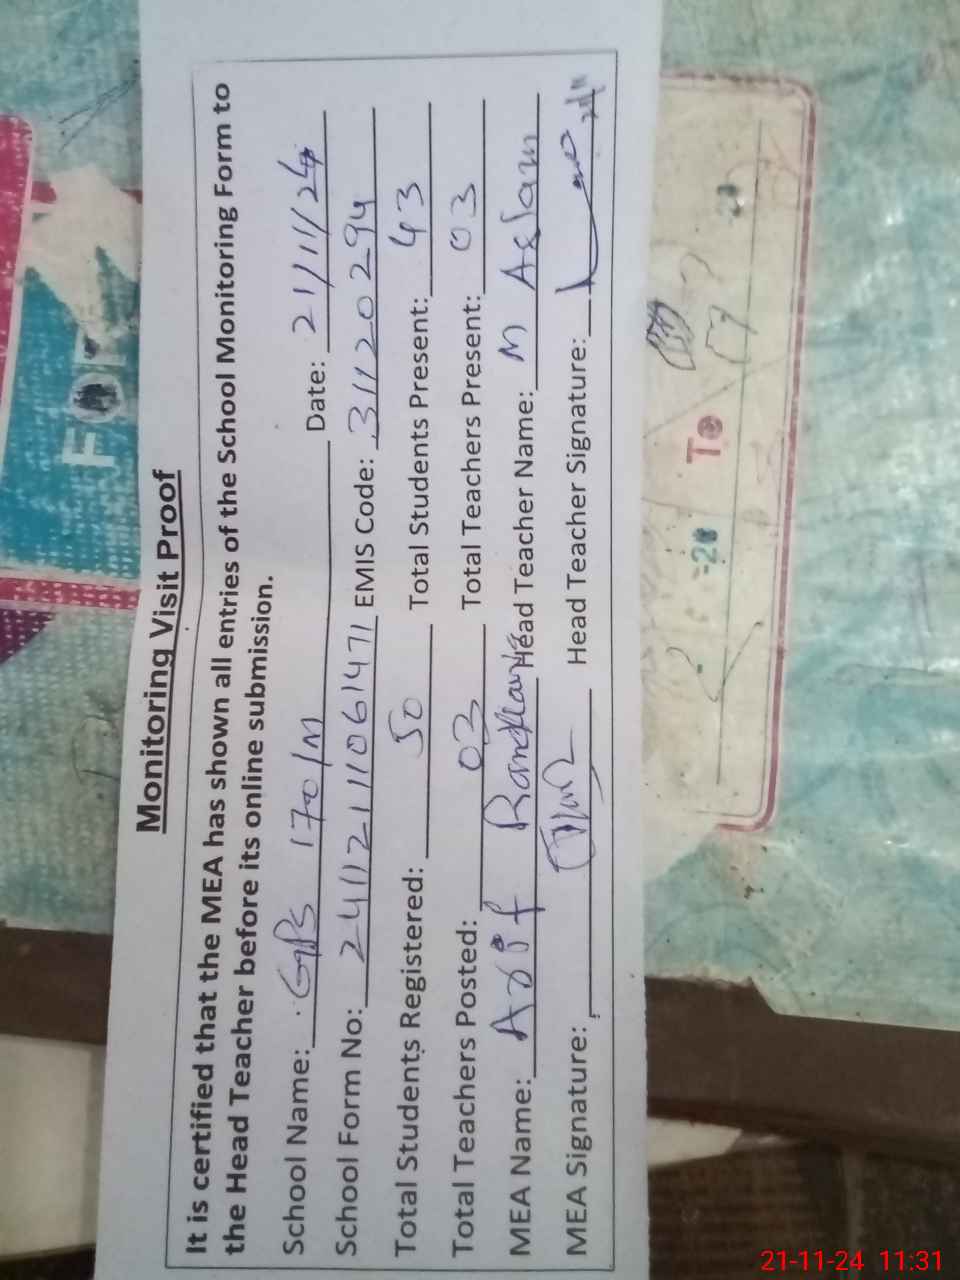 Monitoring Visit Proof
It is certified that the MEA has shown all entries of the School Monitoring Form to
the Head Teacher before its online submission.
School Name: GPS 170/M Date: 21/11/24
School Form No: 24112111061471 EMIS Code: 31120294
Total Students Registered: 50 Total Students Present: 43
Total Teachers Posted: 03 Total Teachers Present: 03
MEA Name: Asif Head Teacher Name: M Aslam
MEA Signature: Head Teacher Signature:
To
21-11-24 11:31